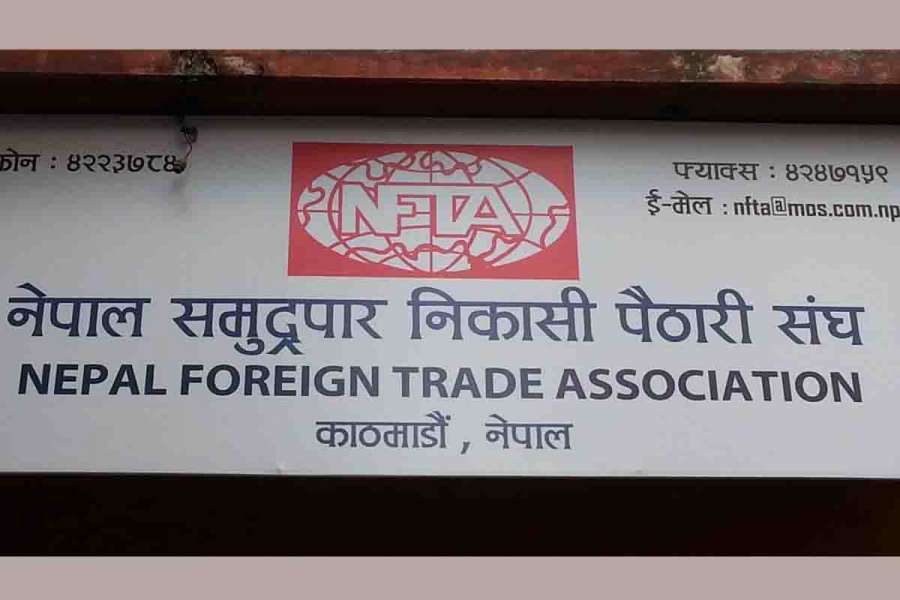 फोन : ४२२३७८४
फ्याक्स : ४२४७१५९
ई-मेल : nfta@mos.com.np
NFTA
नेपाल समुद्रपार निकासी पैठारी संघ
NEPAL FOREIGN TRADE ASSOCIATION
काठमाडौं , नेपाल